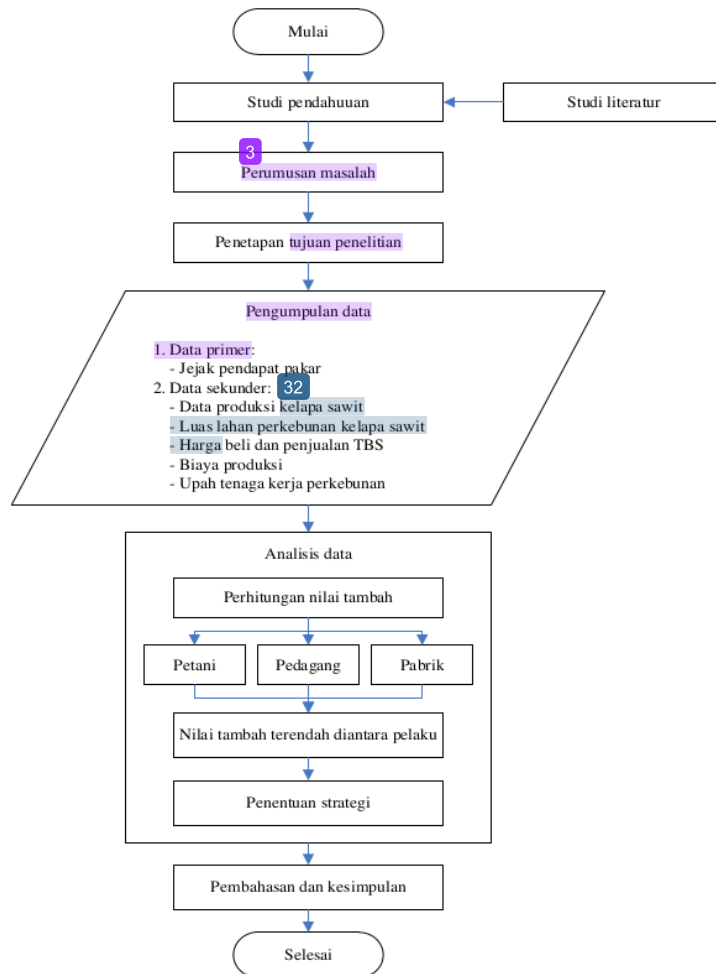 Mulai
Studi pendahuuan
Studi literatur
3
Perumusan masalah
Penetapan tujuan penelitian
Pengumpulan data
1. Data primer:
- Jejak pendapat pakar
2. Data sekunder: 32
- Data produksi kelapa sawit
- Luas lahan perkebunan kelapa sawit
- Harga beli dan penjualan TBS
- Biaya produksi
- Upah tenaga kerja perkebunan
Analisis data
Perhitungan nilai tambah
Petani
Pedagang
Pabrik
Nilai tambah terendah diantara pelaku
Penentuan strategi
Pembahasan dan kesimpulan
Selesai